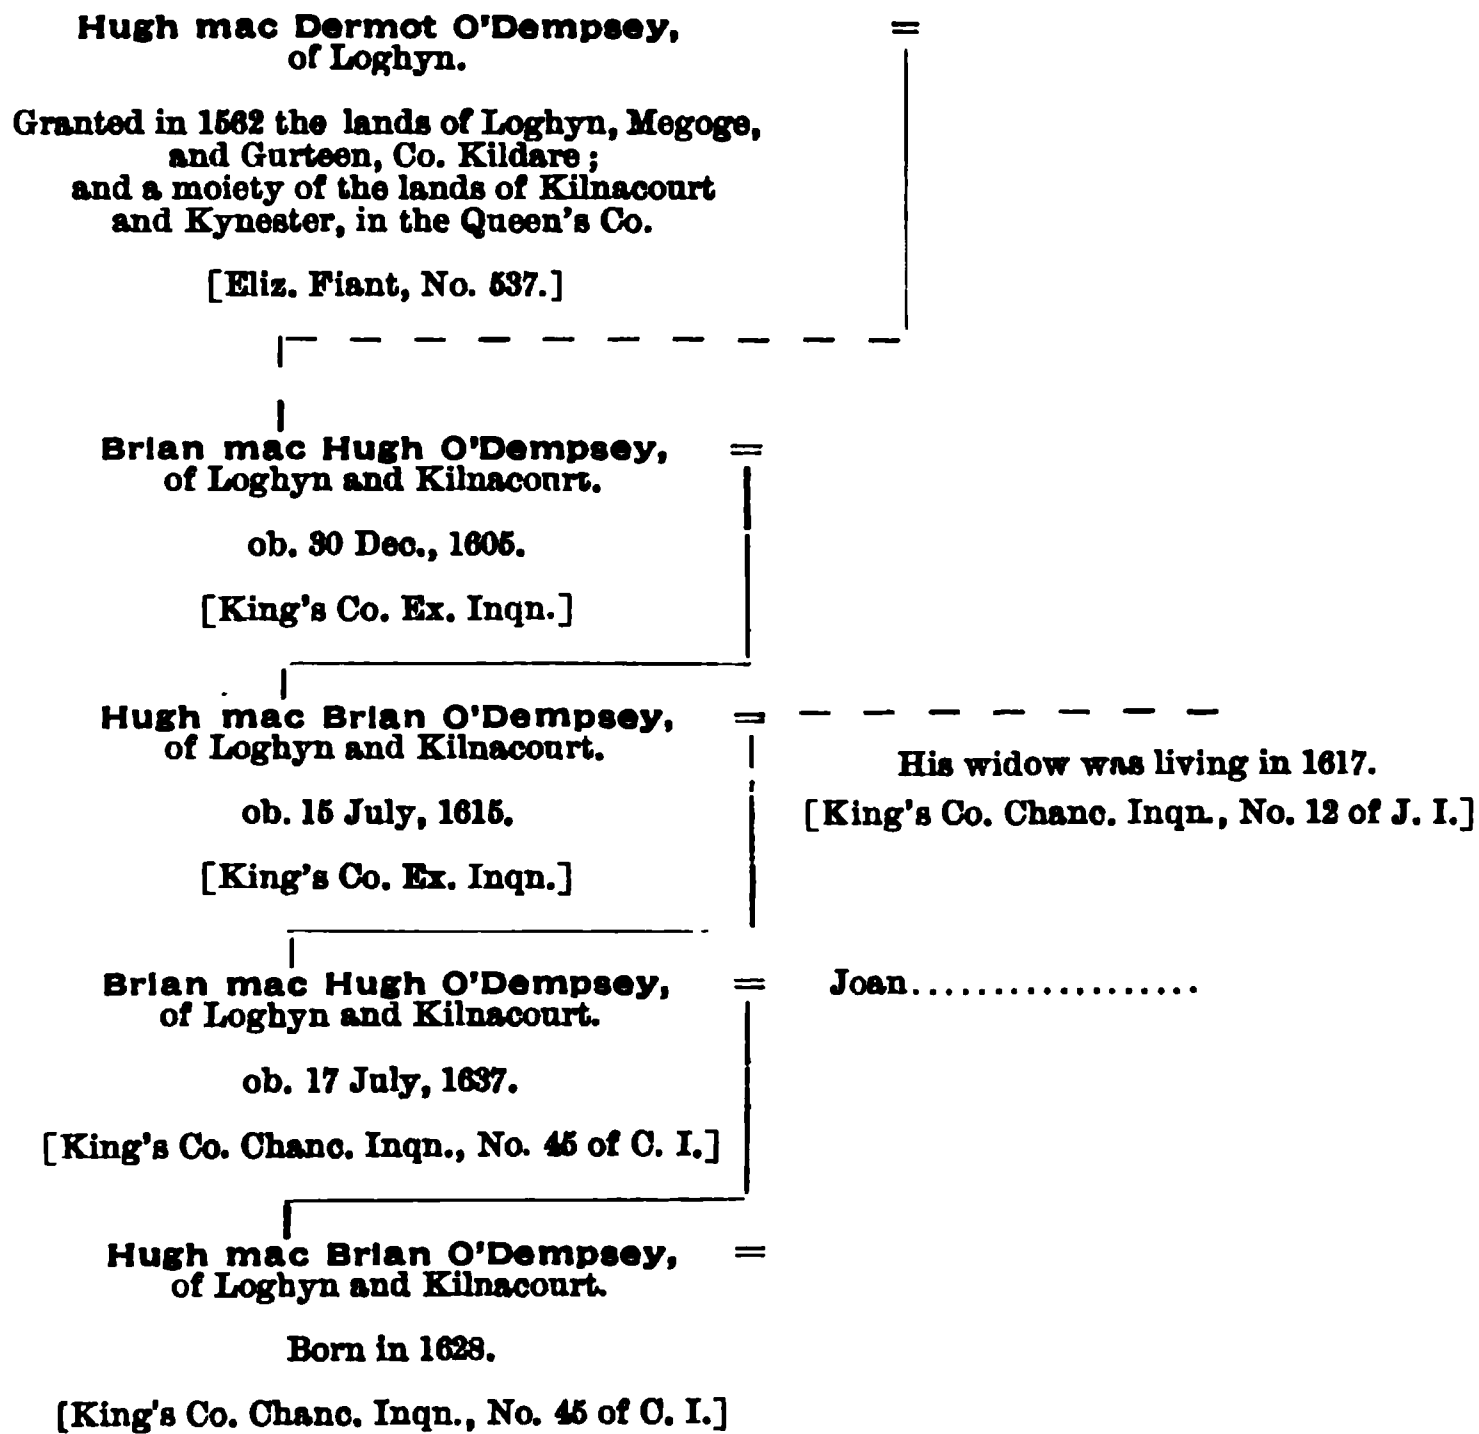 Hugh mac Dermot O'Dempsey, =
of Loghyn.
Granted in 1562 the lands of Loghyn, Megoge,
and Gurteen, Co. Kildare;
and a moiety of the lands of Kilnacourt
and Kynester, in the Queen's Co.
[Eliz. Fiant, No. 537.]
Brian mac Hugh O'Dempsey, =
of Loghyn and Kilnacourt.
ob. 30 Dec., 1605.
[King's Co. Ex. Inqn.]
Hugh mac Brian O'Dempsey, =
of Loghyn and Kilnacourt.
His widow was living in 1617.
[King's Co. Chanc. Inqn., No. 12 of J. I.]
ob. 15 July, 1615.
[King's Co. Ex. Inqn.]
Brian mac Hugh O'Dempsey, = Joan..................
of Loghyn and Kilnacourt.
ob. 17 July, 1637.
[King's Co. Chanc. Inqn., No. 45 of C. I.]
Hugh mac Brian O'Dempsey, =
of Loghyn and Kilnacourt.
Born in 1628.
[King's Co. Chanc. Inqn., No. 45 of C. I.]